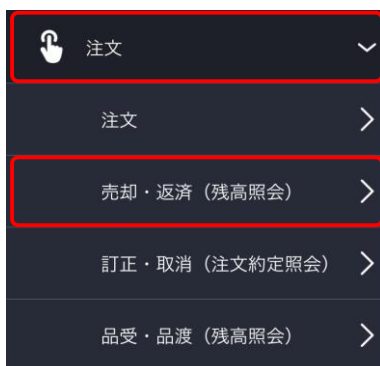 注文
注文
売却・返済（残高照会）
訂正・取消（注文約定照会）
品受・品渡（残高照会）